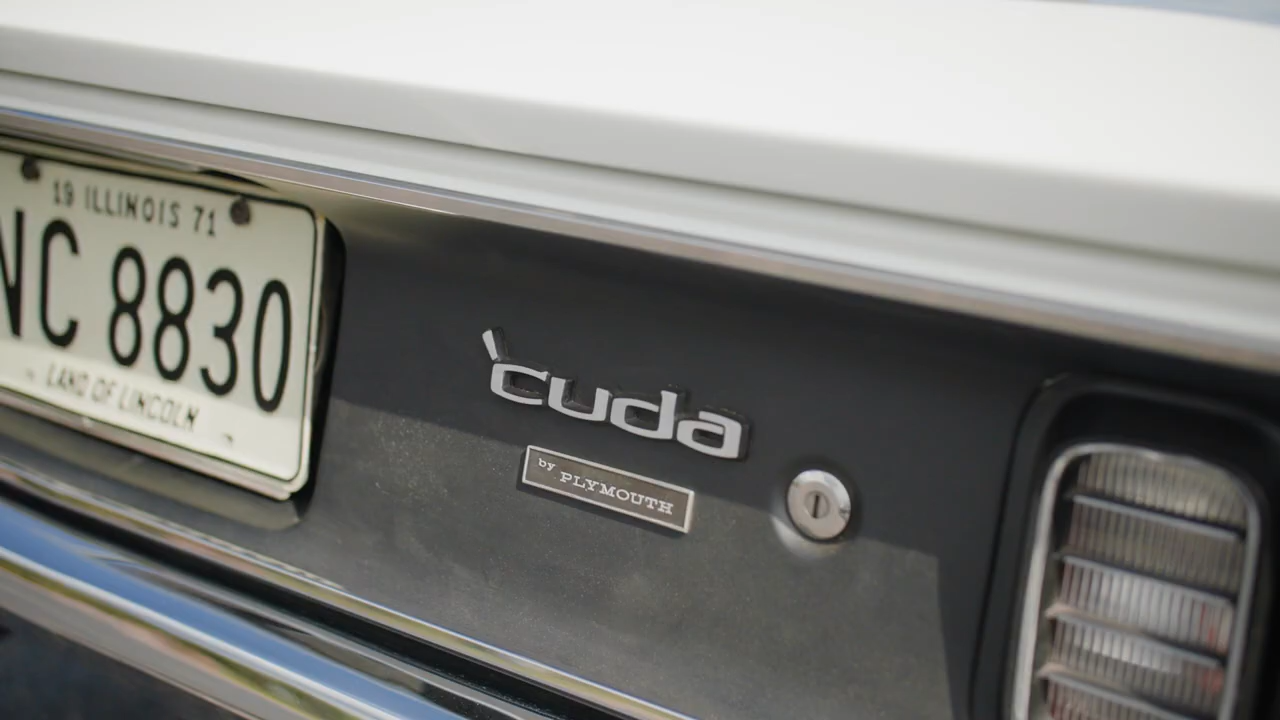 19 ILLINOIS 71
NC 8830
LAND OF LINCOLN
'cuda
by PLYMOUTH